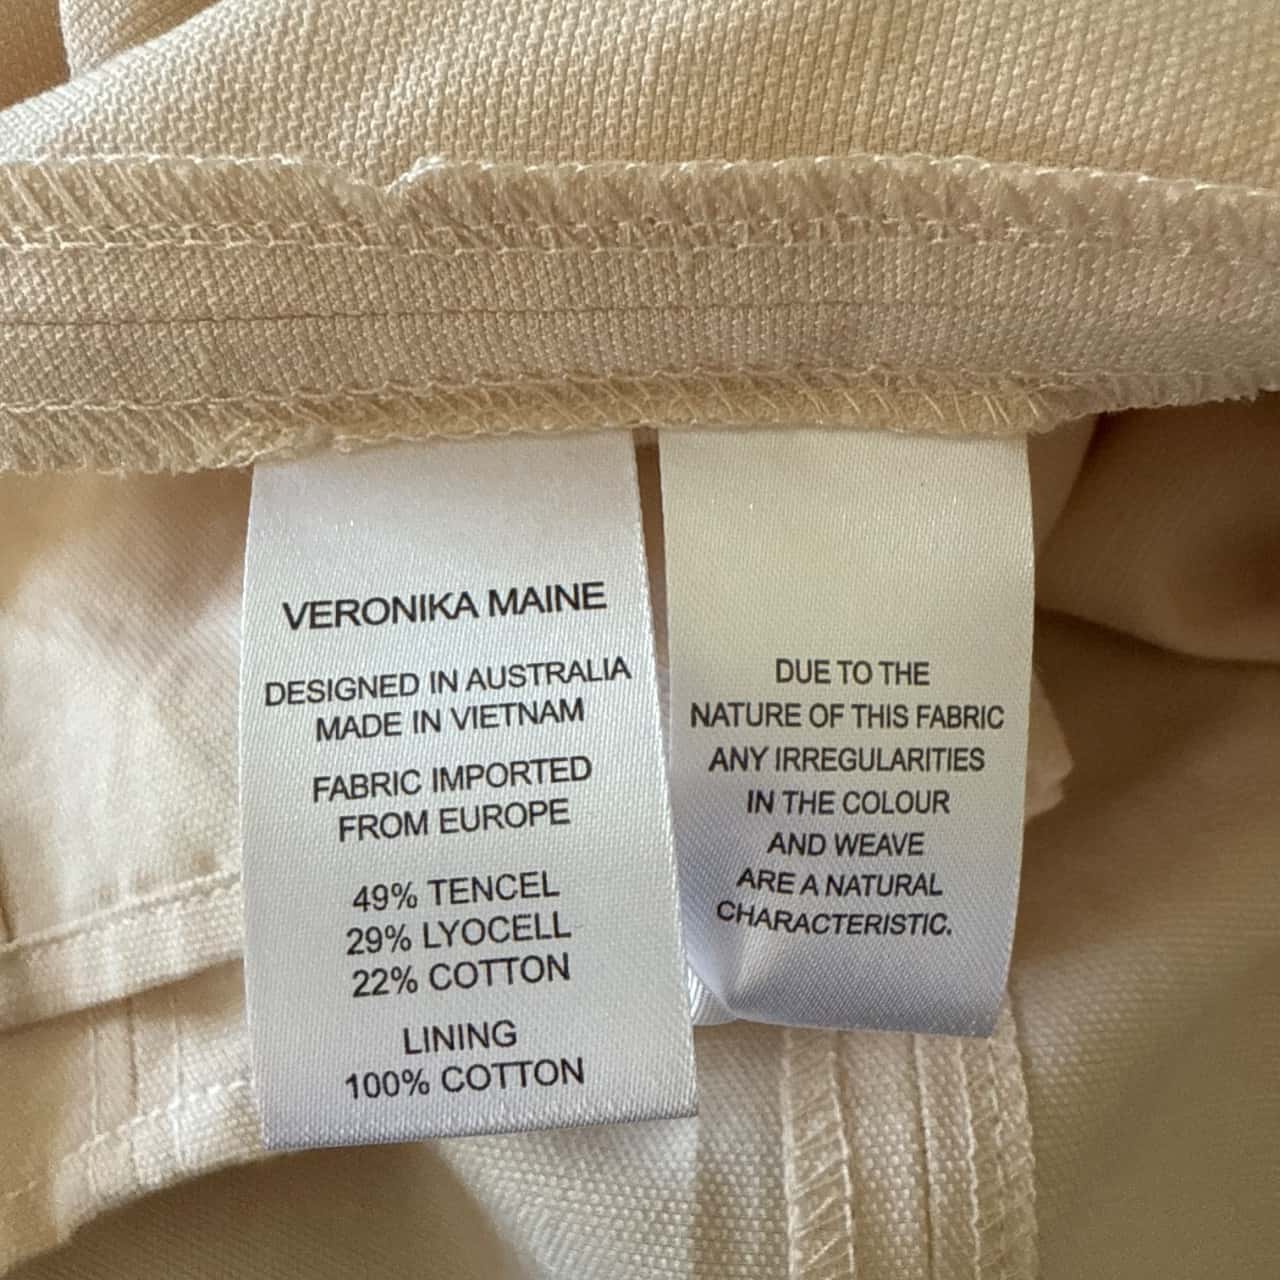 VERONIKA MAINE
DESIGNED IN AUSTRALIA
MADE IN VIETNAM
FABRIC IMPORTED
FROM EUROPE
49% TENCEL
29% LYOCELL
22% COTTON
LINING
100% COTTON
DUE TO THE
NATURE OF THIS FABRIC
ANY IRREGULARITIES
IN THE COLOUR
AND WEAVE
ARE A NATURAL
CHARACTERISTIC.